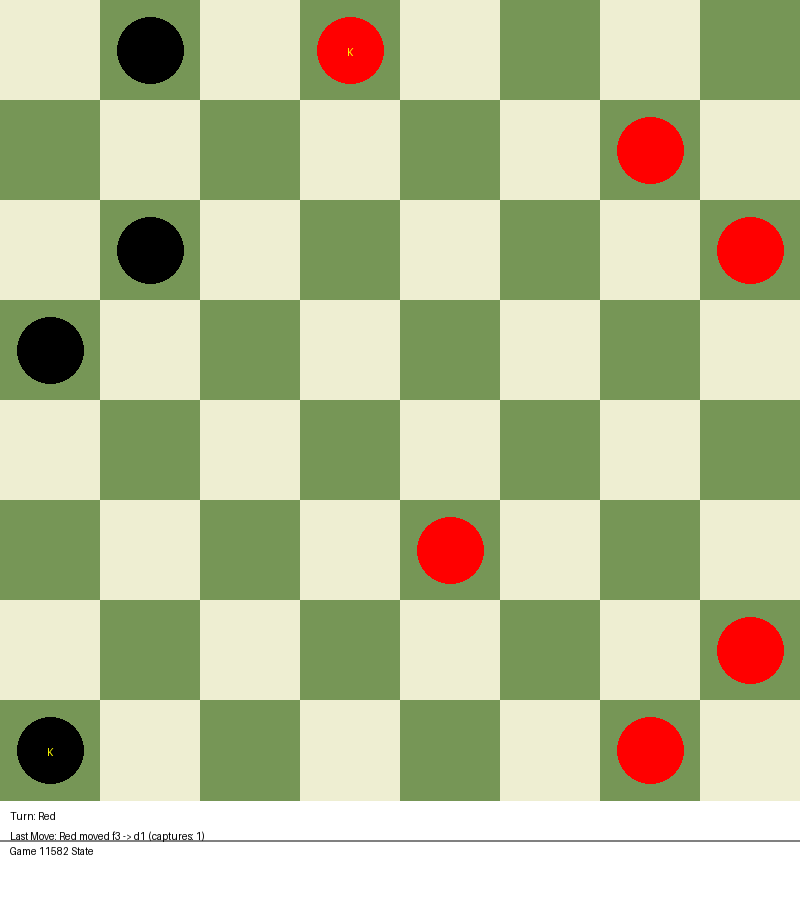 K
K
Turn: Red
Last Move: Red moved f3 -> d1 (captures: 1)
Game 11582 State